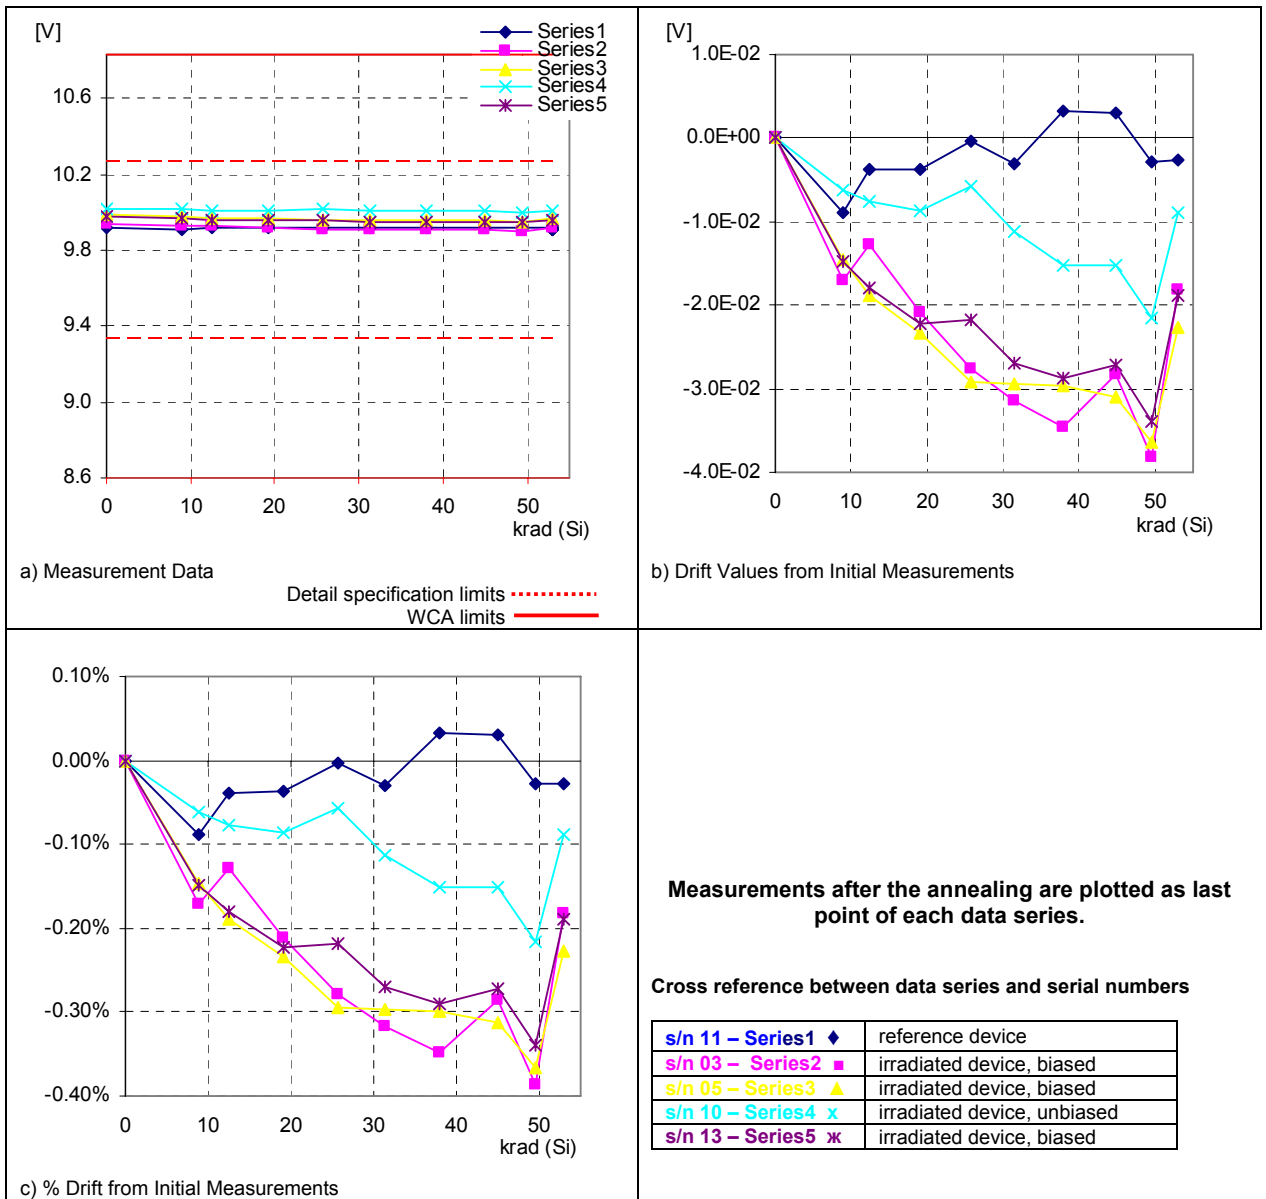 [V]
Series1
Series2
Series3
Series4
Series5
10.6
10.2
9.8
9.4
9.0
8.6
0 10 20 30 40 50
krad (Si)
a) Measurement Data
Detail specification limits
WCA limits
[V]
1.0E-02
0.0E+00
-1.0E-02
-2.0E-02
-3.0E-02
-4.0E-02
0 10 20 30 40 50
krad (Si)
b) Drift Values from Initial Measurements
0.10%
0.00%
-0.10%
-0.20%
-0.30%
-0.40%
0 10 20 30 40 50
krad (Si)
c) % Drift from Initial Measurements
Measurements after the annealing are plotted as last
point of each data series.
Cross reference between data series and serial numbers
s/n 11 – Series1 ♦ reference device
s/n 03 – Series2 ■ irradiated device, biased
s/n 05 – Series3 ▲ irradiated device, biased
s/n 10 – Series4 x irradiated device, unbiased
s/n 13 – Series5 ж irradiated device, biased